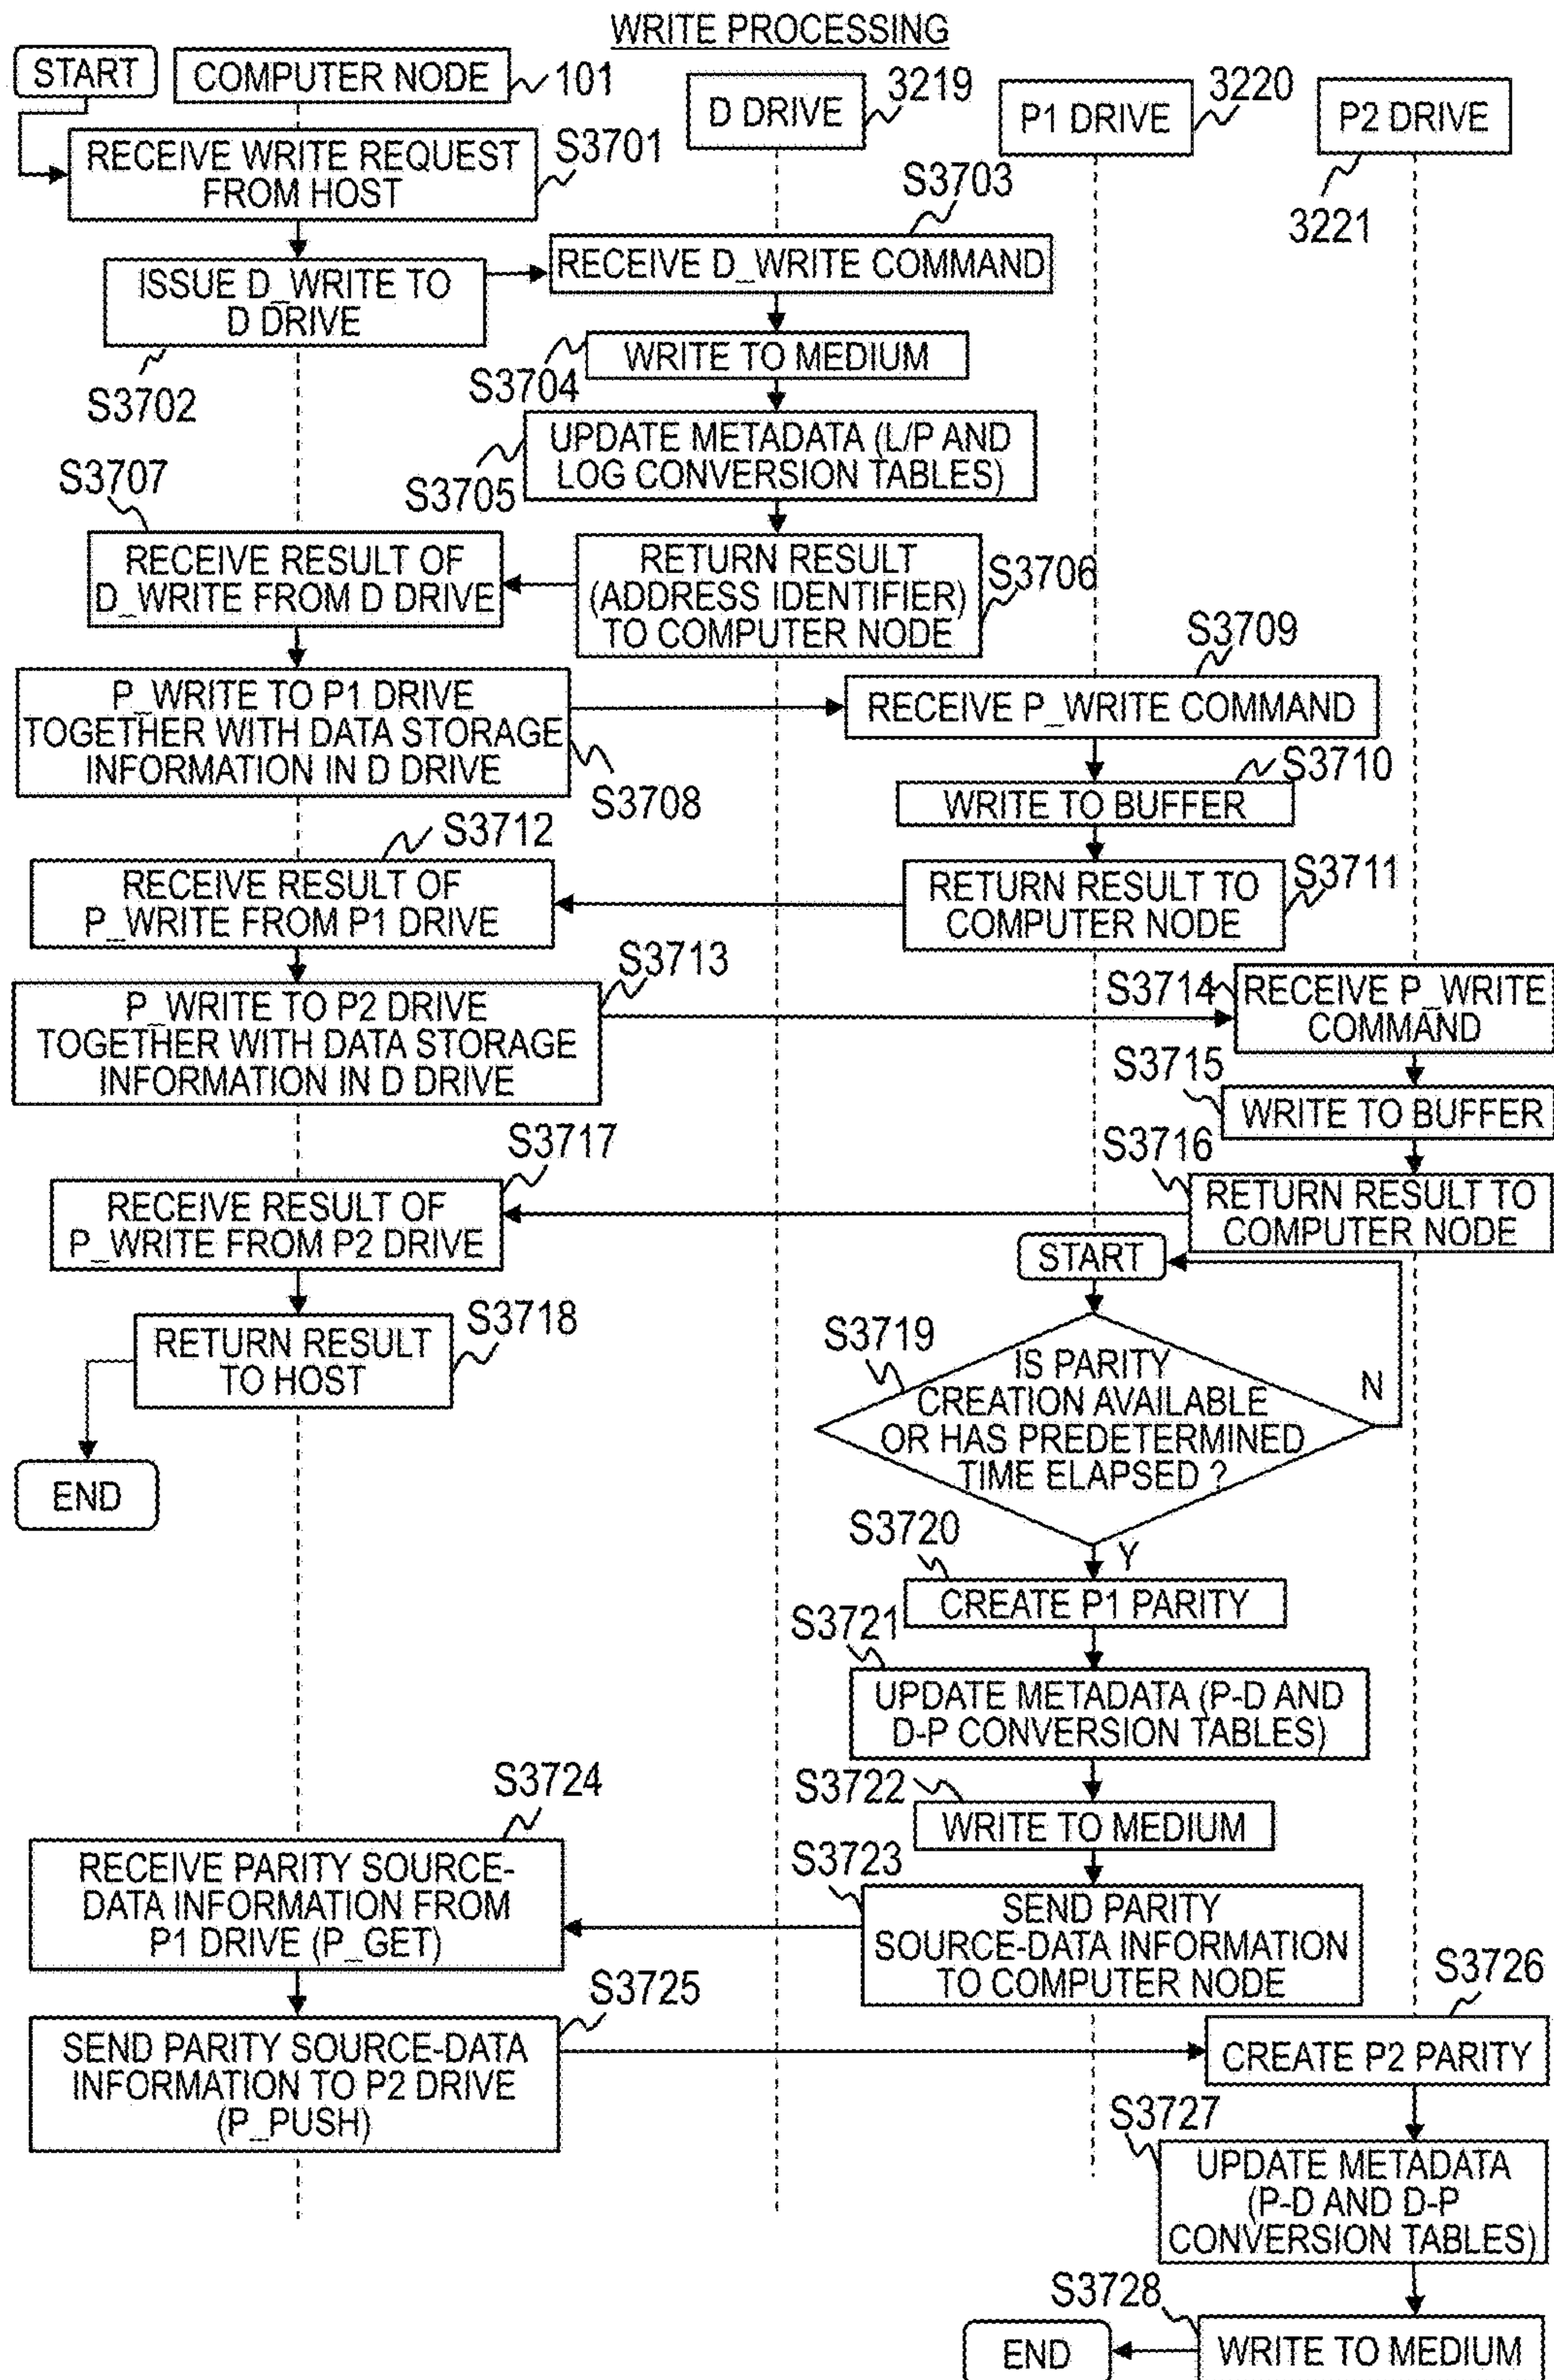 WRITE PROCESSING
START
COMPUTER NODE
101
D DRIVE
3219
P1 DRIVE
3220
P2 DRIVE
3221
RECEIVE WRITE REQUEST
FROM HOST
S3701
S3703
ISSUE D_WRITE TO
D DRIVE
S3702
RECEIVE D_WRITE COMMAND
WRITE TO MEDIUM
S3704
UPDATE METADATA (L/P AND
LOG CONVERSION TABLES)
S3705
S3707
RECEIVE RESULT OF
D_WRITE FROM D DRIVE
RETURN RESULT
(ADDRESS IDENTIFIER)
TO COMPUTER NODE
S3706
S3709
P_WRITE TO P1 DRIVE
TOGETHER WITH DATA STORAGE
INFORMATION IN D DRIVE
S3708
RECEIVE P_WRITE COMMAND
S3710
WRITE TO BUFFER
S3712
RECEIVE RESULT OF
P_WRITE FROM P1 DRIVE
RETURN RESULT TO
COMPUTER NODE
S3711
S3713
P_WRITE TO P2 DRIVE
TOGETHER WITH DATA STORAGE
INFORMATION IN D DRIVE
S3714
RECEIVE P_WRITE
COMMAND
S3715
WRITE TO BUFFER
S3717
S3716
RECEIVE RESULT OF
P_WRITE FROM P2 DRIVE
RETURN RESULT TO
COMPUTER NODE
START
RETURN RESULT
TO HOST
S3718
S3719
IS PARITY
CREATION AVAILABLE
OR HAS PREDETERMINED
TIME ELAPSED ?
N
END
Y
S3720
CREATE P1 PARITY
S3721
UPDATE METADATA (P-D AND
D-P CONVERSION TABLES)
S3724
S3722
WRITE TO MEDIUM
RECEIVE PARITY SOURCE-
DATA INFORMATION FROM
P1 DRIVE (P_GET)
S3723
SEND PARITY
SOURCE-DATA INFORMATION
TO COMPUTER NODE
S3725
SEND PARITY SOURCE-DATA
INFORMATION TO P2 DRIVE
(P_PUSH)
S3726
CREATE P2 PARITY
S3727
UPDATE METADATA
(P-D AND D-P
CONVERSION TABLES)
S3728
WRITE TO MEDIUM
END